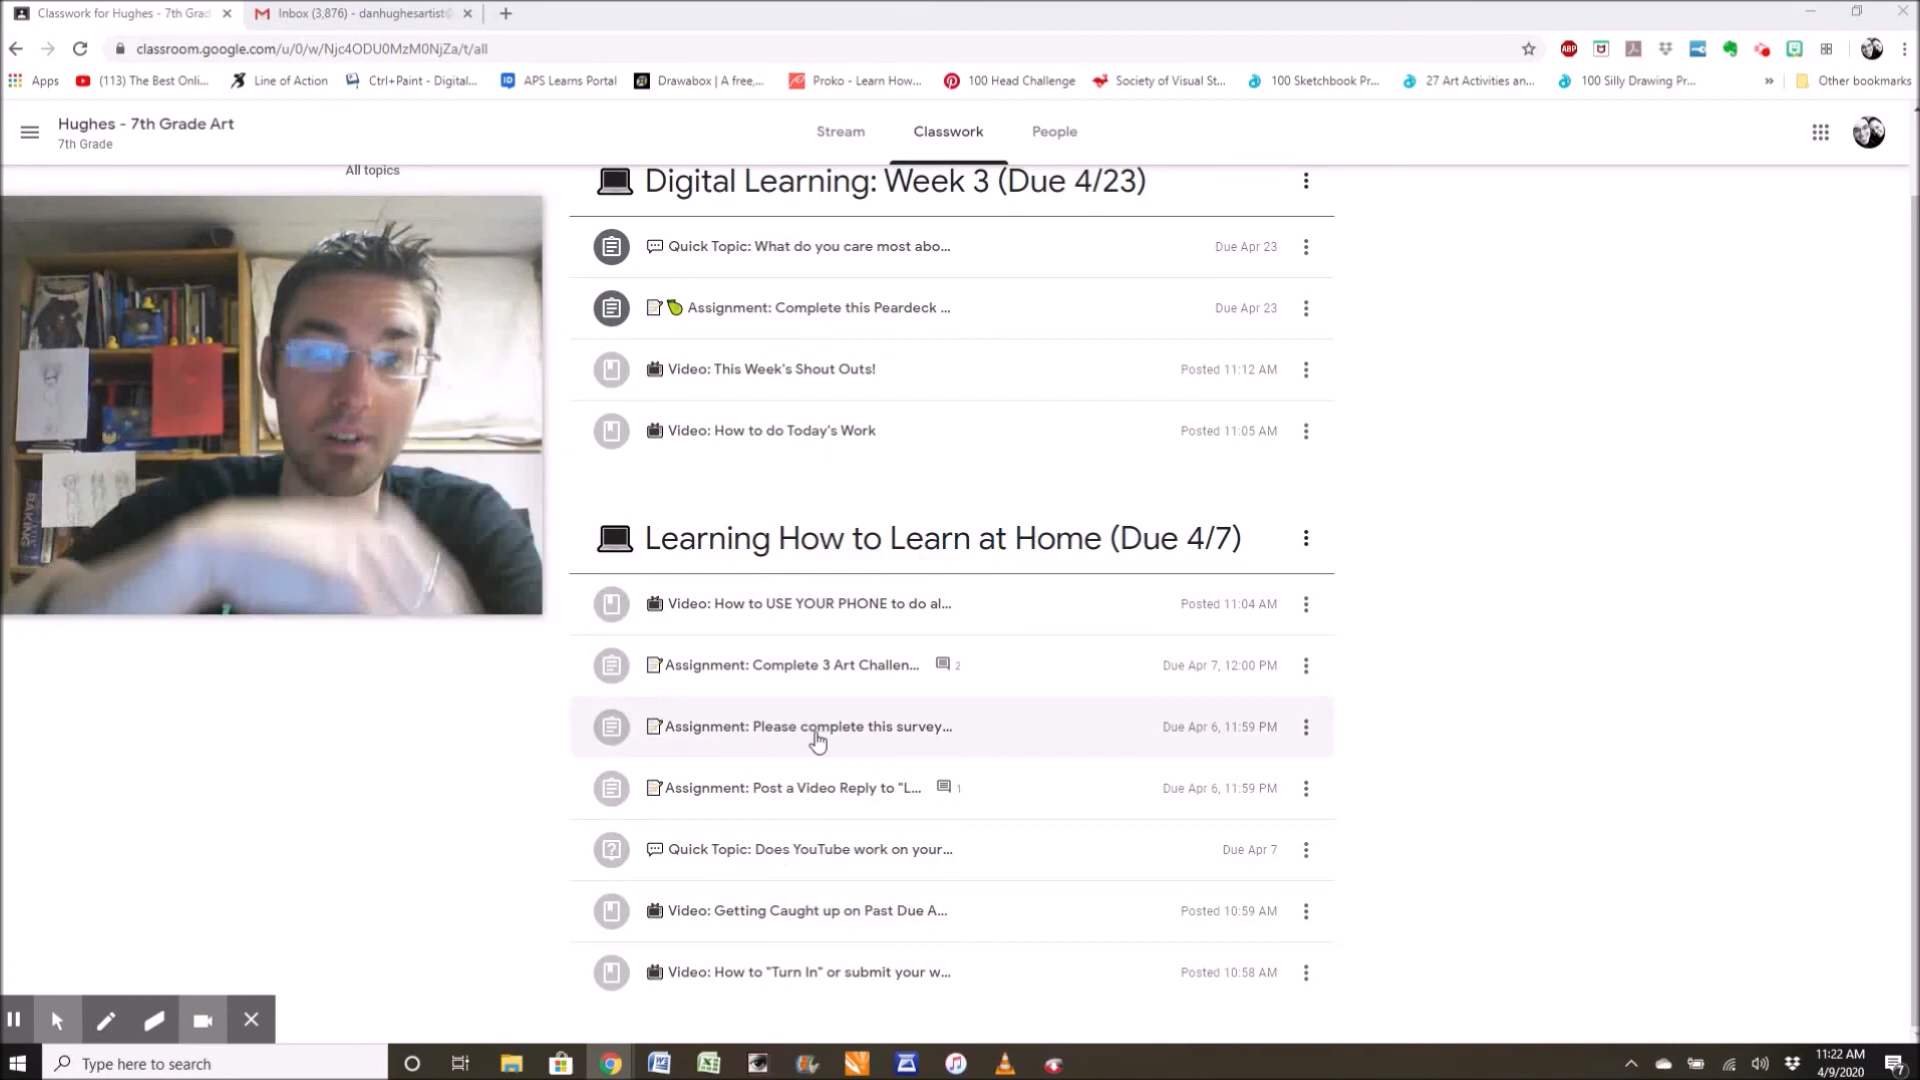 Classwork for Hughes - 7th Grad
Inbox (3,876) - danhughesartist@
classroom.google.com/u/0/w/Njc4ODU0MzM0NjZa/t/all
ABP
Apps
(113) The Best Onli...
Line of Action
Ctrl+Paint - Digital...
APS Learns Portal
Drawabox | A free,...
Proko - Learn How...
100 Head Challenge
Society of Visual St...
100 Sketchbook Pr...
27 Art Activities an...
100 Silly Drawing Pr...
»
Other bookmarks
Hughes - 7th Grade Art
7th Grade
Stream
Classwork
People
All topics
Digital Learning: Week 3 (Due 4/23)
Quick Topic: What do you care most abo...
Due Apr 23
Assignment: Complete this Peardeck ...
Due Apr 23
Video: This Week's Shout Outs!
Posted 11:12 AM
Video: How to do Today's Work
Posted 11:05 AM
Learning How to Learn at Home (Due 4/7)
Video: How to USE YOUR PHONE to do al...
Posted 11:04 AM
Assignment: Complete 3 Art Challen...
2
Due Apr 7, 12:00 PM
Assignment: Please complete this survey...
Due Apr 6, 11:59 PM
Assignment: Post a Video Reply to "L...
1
Due Apr 6, 11:59 PM
Quick Topic: Does YouTube work on your...
Due Apr 7
Video: Getting Caught up on Past Due A...
Posted 10:59 AM
Video: How to "Turn In" or submit your w...
Posted 10:58 AM
BAKING
Type here to search
11:22 AM
4/9/2020
7